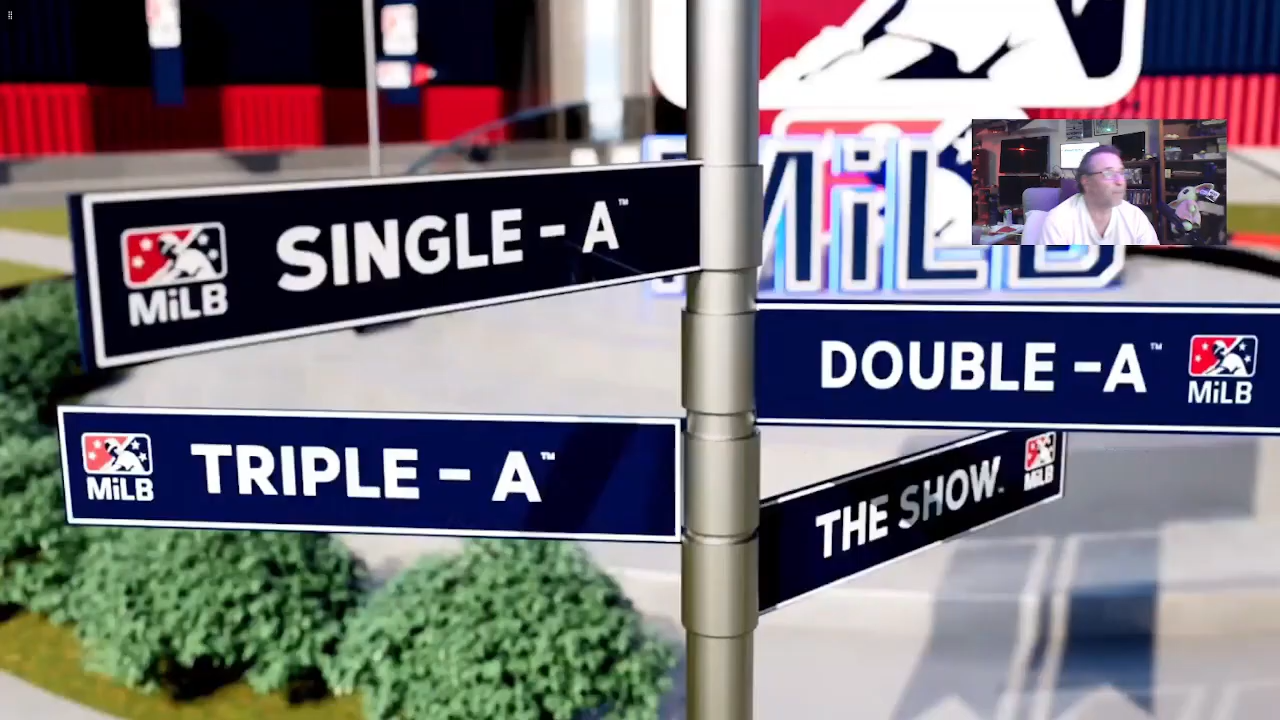 MiLB
SINGLE - A™
MiLB
DOUBLE - A™
MiLB
MiLB
TRIPLE - A™
THE SHOW.
MiLB